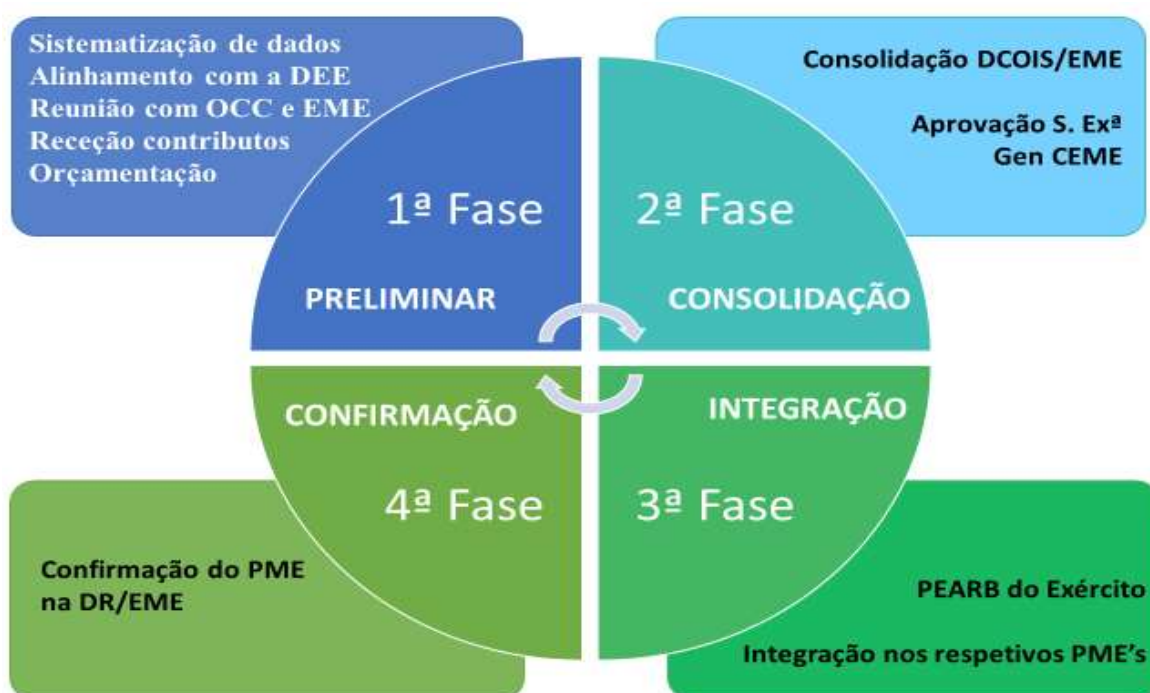 Sistematização de dados
Alinhamento com a DEE
Reunião com OCC e EME
Receção contributos
Orçamentação
1ª Fase
PRELIMINAR
Consolidação DCOIS/EME
Aprovação S. Exª
Gen CEME
2ª Fase
CONSOLIDAÇÃO
INTEGRAÇÃO
3ª Fase
PEARB do Exército
Integração nos respetivos PME's
CONFIRMAÇÃO
4ª Fase
Confirmação do PME
na DR/EME